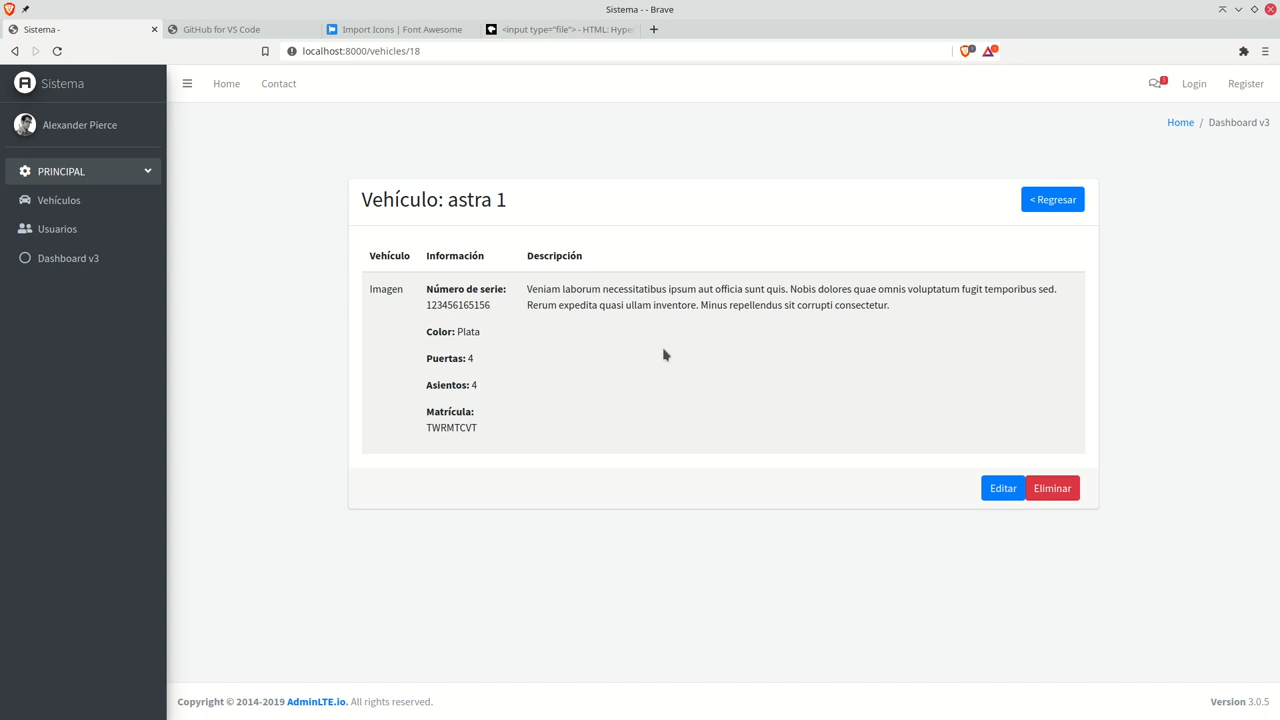 Sistema - - Brave
Sistema -
GitHub for VS Code
Import Icons | Font Awesome
<input type="file"> - HTML: Hyper
localhost:8000/vehicles/18
Sistema
Home
Contact
Login
Register
Alexander Pierce
Home / Dashboard v3
PRINCIPAL
Vehículos
Usuarios
Dashboard v3
Vehículo: astra 1
< Regresar
Vehículo
Información
Descripción
Imagen
Número de serie:
123456165156
Color: Plata
Puertas: 4
Asientos: 4
Matrícula:
TWRMTCVT
Veniam laborum necessitatibus ipsum aut officia sunt quis. Nobis dolores quae omnis voluptatum fugit temporibus sed.
Rerum expedita quasi ullam inventore. Minus repellendus sit corrupti consectetur.
Editar
Eliminar
Copyright © 2014-2019 AdminLTE.io. All rights reserved.
Version 3.0.5